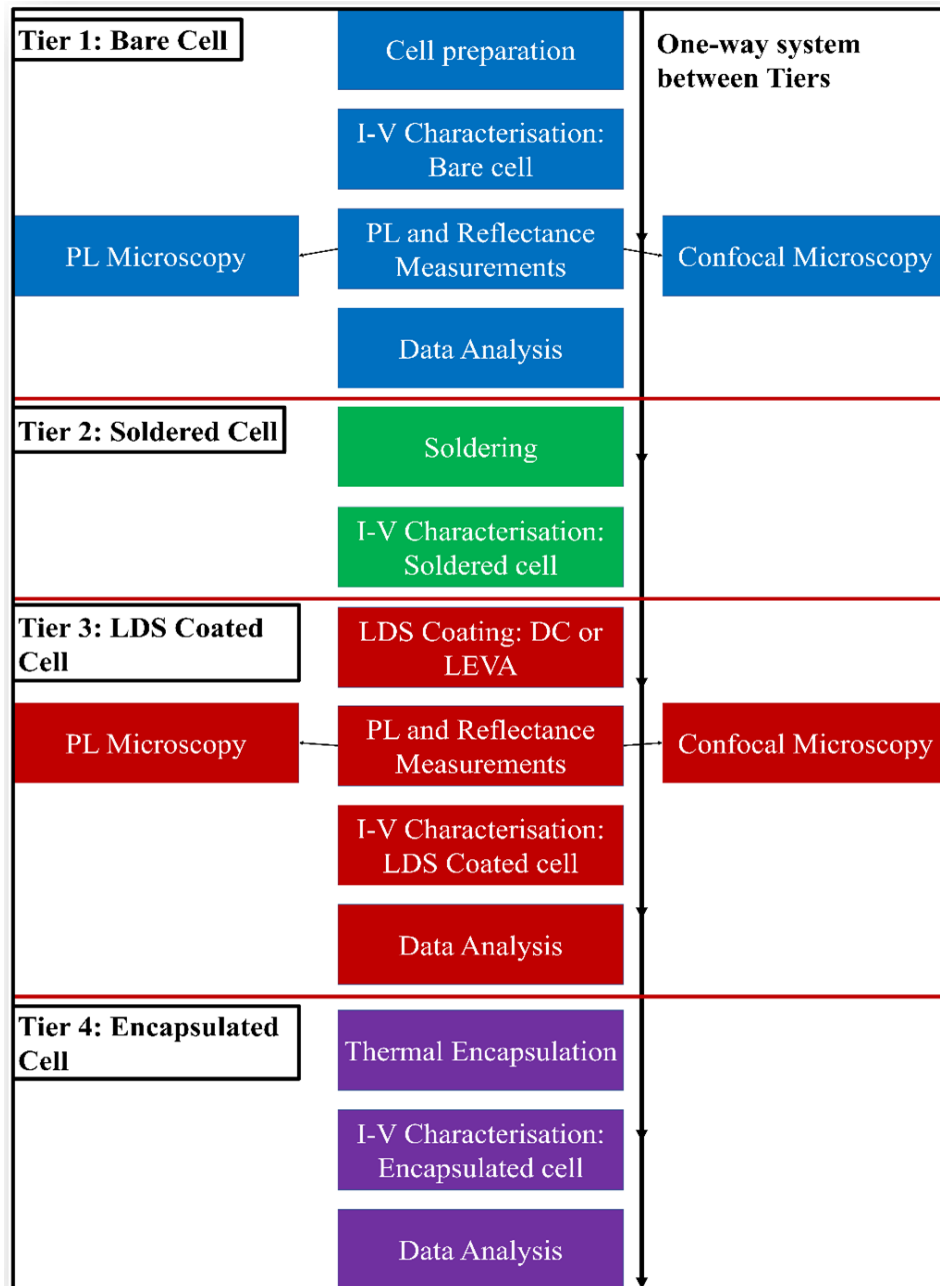 Tier 1: Bare Cell
Cell preparation
One-way system
between Tiers
I-V Characterisation:
Bare cell
PL Microscopy
PL and Reflectance
Measurements
Confocal Microscopy
Data Analysis
Tier 2: Soldered Cell
Soldering
I-V Characterisation:
Soldered cell
Tier 3: LDS Coated
Cell
LDS Coating: DC or
LEVA
PL Microscopy
PL and Reflectance
Measurements
Confocal Microscopy
I-V Characterisation:
LDS Coated cell
Data Analysis
Tier 4: Encapsulated
Cell
Thermal Encapsulation
I-V Characterisation:
Encapsulated cell
Data Analysis